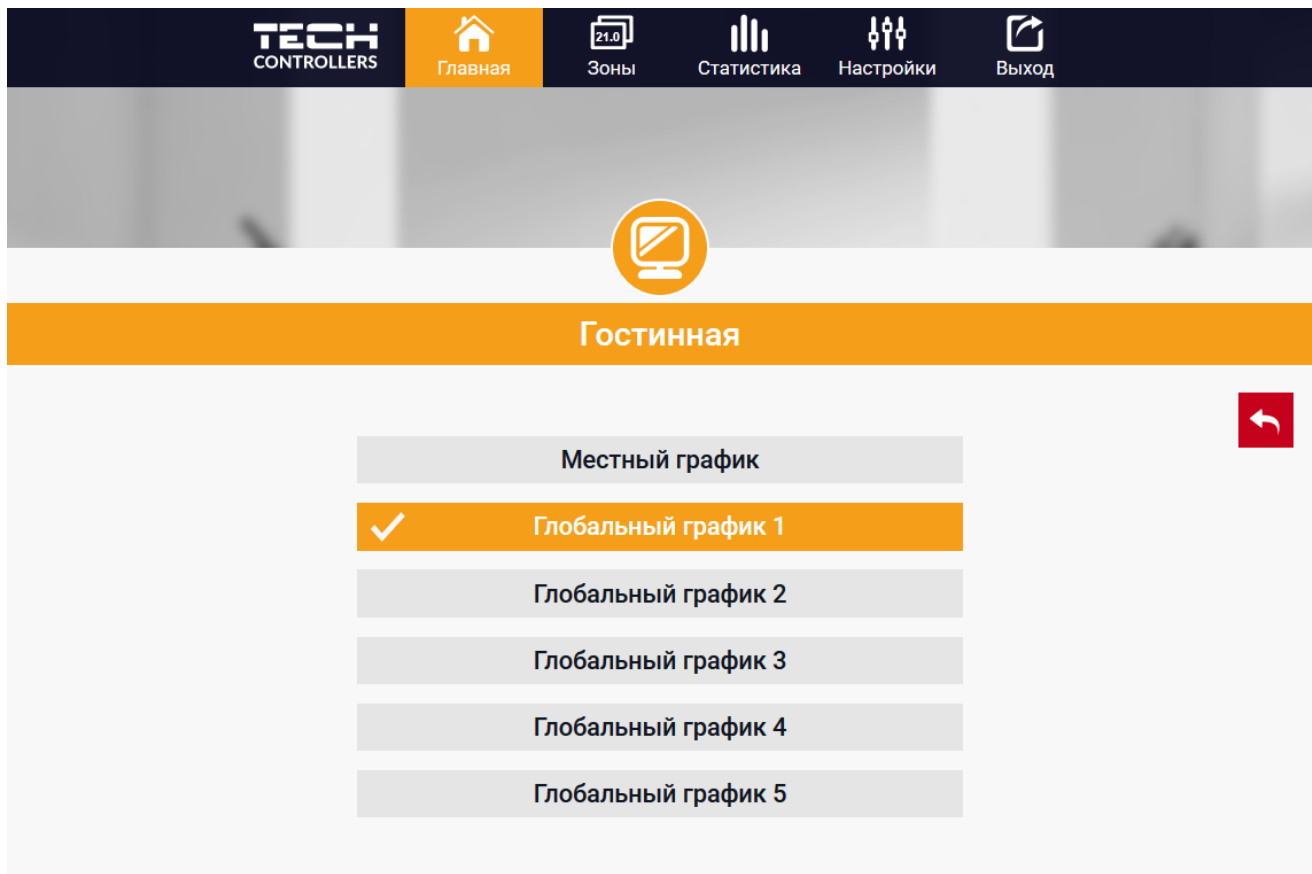 TECH
CONTROLLERS
Главная
21.0
Зоны
Статистика
Настройки
Выход
Гостинная
Местный график
Глобальный график 1
Глобальный график 2
Глобальный график 3
Глобальный график 4
Глобальный график 5